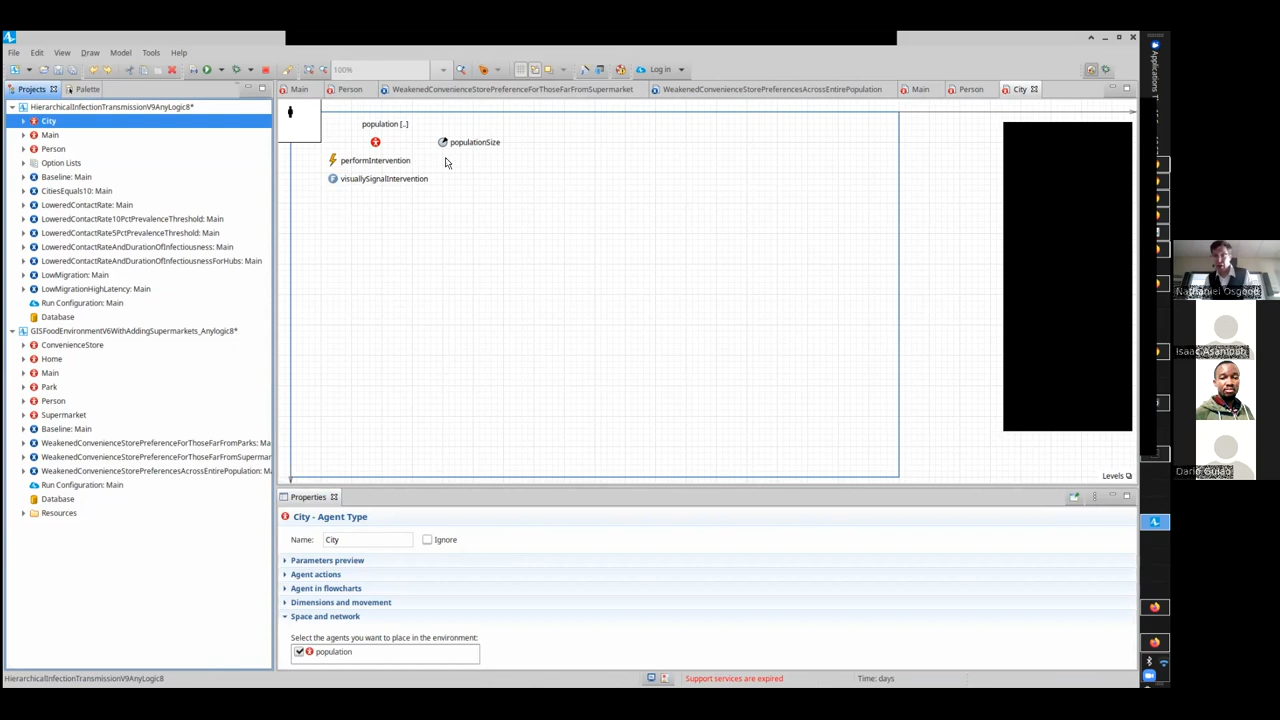 File Edit View Draw Model Tools Help
100%
Log in
Projects
Palette
Main
Person
WeakenedConvenienceStorePreferenceForThoseFarFromSupermarket
WeakenedConvenienceStorePreferencesAcrossEntirePopulation
Main
Person
City
HierarchicalInfectionTransmissionV9AnyLogic8*
City
Main
Person
Option Lists
Baseline: Main
CitiesEquals10: Main
LoweredContactRate: Main
LoweredContactRate10PctPrevalenceThreshold: Main
LoweredContactRate5PctPrevalenceThreshold: Main
LoweredContactRateAndDurationOfInfectiousness: Main
LoweredContactRateAndDurationOfInfectiousnessForHubs: Main
LowMigration: Main
LowMigrationHighLatency: Main
Run Configuration: Main
Database
GISFoodEnvironmentV6WithAddingSupermarkets_Anylogic8*
ConvenienceStore
Home
Main
Park
Person
Supermarket
Baseline: Main
WeakenedConvenienceStorePreferenceForThoseFarFromParks: Ma
WeakenedConvenienceStorePreferenceForThoseFarFromSupermar
WeakenedConvenienceStorePreferencesAcrossEntirePopulation: Ma
Run Configuration: Main
Database
Resources
population [..]
populationSize
performIntervention
visuallySignalIntervention
Levels
Properties
City - Agent Type
Name: City Ignore
Parameters preview
Agent actions
Agent in flowcharts
Dimensions and movement
Space and network
Select the agents you want to place in the environment:
population
HierarchicalInfectionTransmissionV9AnyLogic8
Support services are expired
Time: days
Applications
Nathaniel Osgood
Isaac